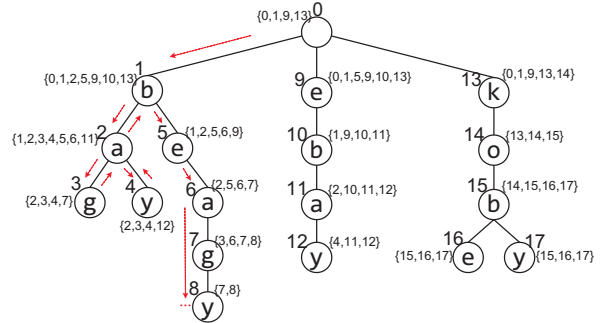 0
{0,1,9,13}
1
{0,1,2,5,9,10,13}
b
9
e
{0,1,5,9,10,13}
13
k
{0,1,9,13,14}
{1,2,3,4,5,6,11}
2
a
5
e
{1,2,5,6,9}
10
b
{1,9,10,11}
14
o
{13,14,15}
3
g
{2,3,4,7}
4
y
{2,3,4,12}
6
a
{2,5,6,7}
11
a
{2,10,11,12}
15
b
{14,15,16,17}
7
g
{3,6,7,8}
12
y
{4,11,12}
16
e
{15,16,17}
17
y
{15,16,17}
8
y
{7,8}
...